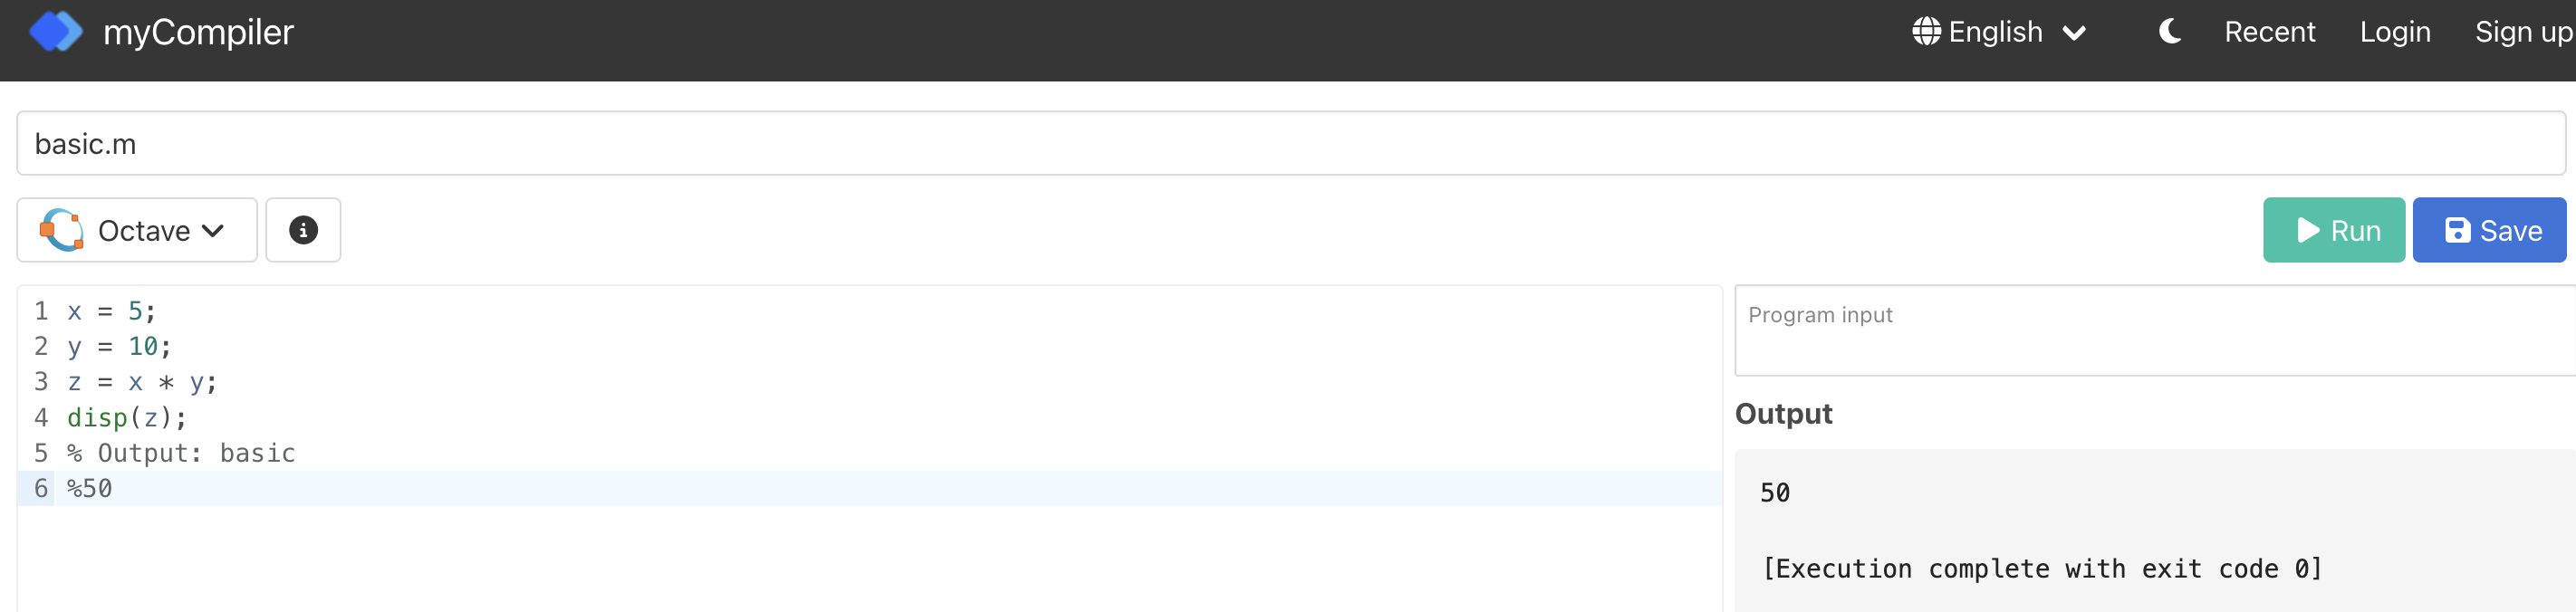 myCompiler
English
Recent
Login
Sign up
basic.m
Octave
Run
Save
1 x = 5;
2 y = 10;
3 z = x * y;
4 disp(z);
5 % Output: basic
6 %50
Program input
Output
50
[Execution complete with exit code 0]